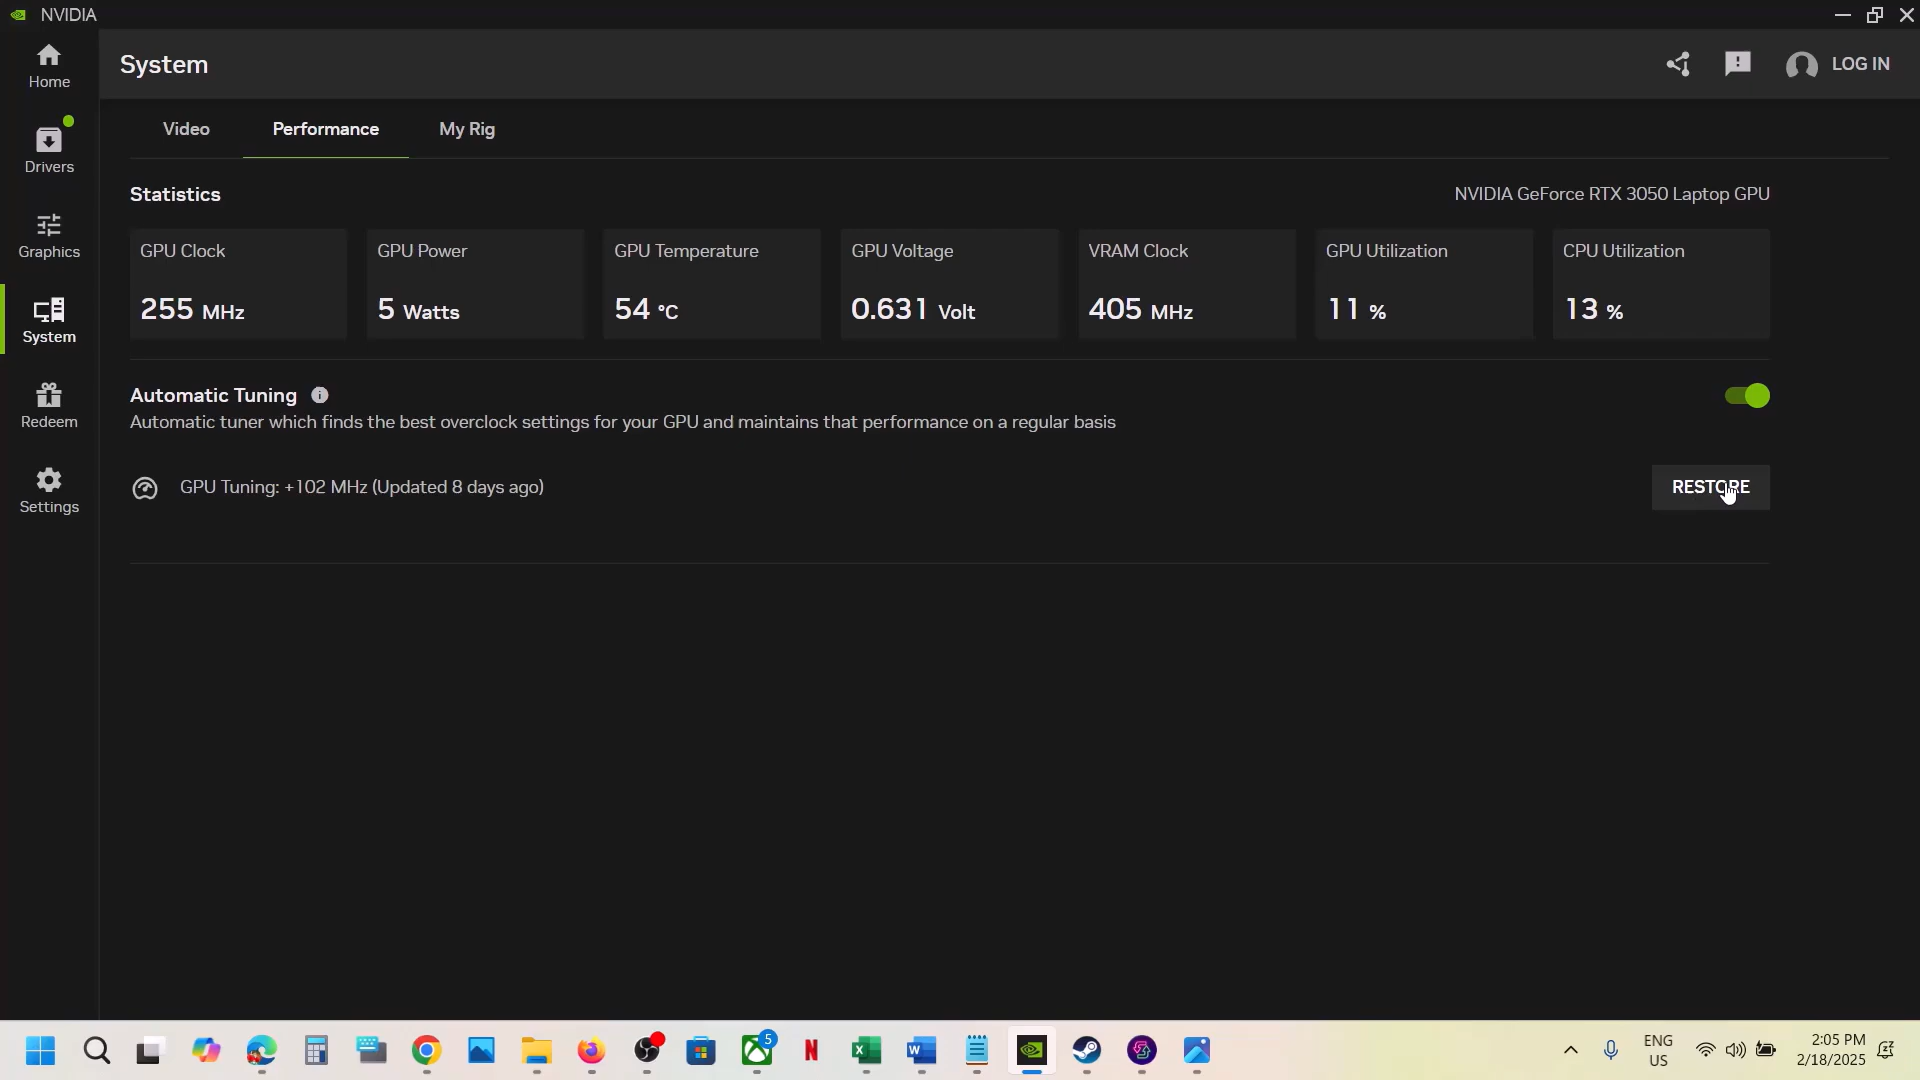 NVIDIA
Home
Drivers
Graphics
System
Redeem
Settings
System
LOG IN
Video
Performance
My Rig
Statistics
NVIDIA GeForce RTX 3050 Laptop GPU
GPU Clock
255 MHz
GPU Power
5 Watts
GPU Temperature
54 °C
GPU Voltage
0.631 Volt
VRAM Clock
405 MHz
GPU Utilization
11 %
CPU Utilization
13 %
Automatic Tuning
Automatic tuner which finds the best overclock settings for your GPU and maintains that performance on a regular basis
GPU Tuning: +102 MHz (Updated 8 days ago)
RESTORE
5
N
ENG
US
2:05 PM
2/18/2025